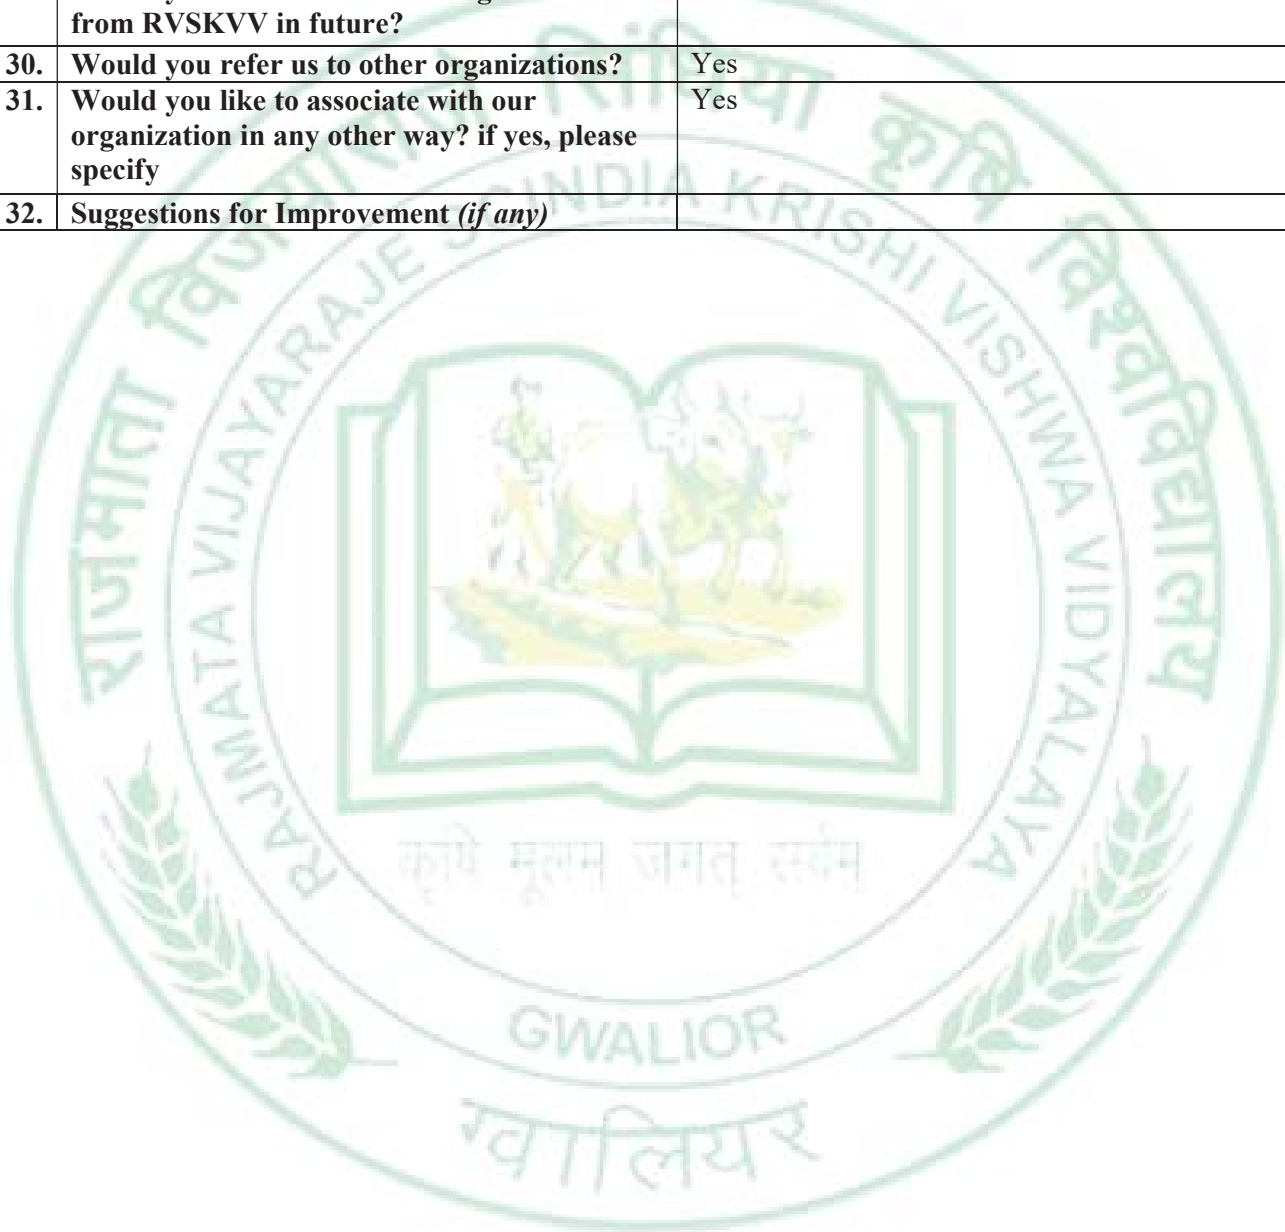 from RVSKVV in future?
30. Would you refer us to other organizations? Yes
31. Would you like to associate with our Yes
organization in any other way? if yes, please
specify
32. Suggestions for Improvement (if any)
राजमाता विजयाराजे सिंधिया कृषि विश्वविद्यालय
RAJMATA VIJAYARAJE SCINDIA KRISHI VISHWA VIDYALAYA
कृषि मूलम् जगत् सर्वम्
GWALIOR
ग्वालियर